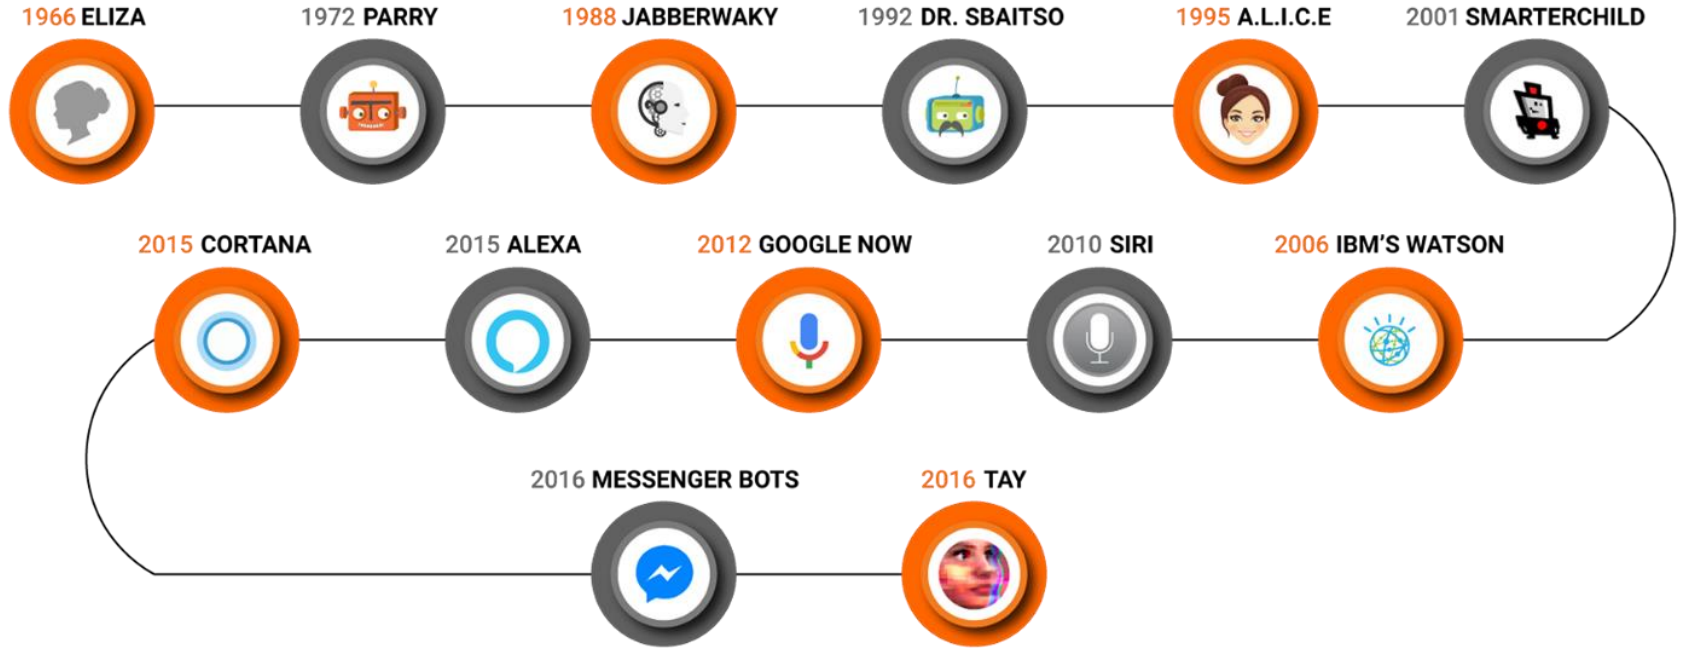 1966 ELIZA
1972 PARRY
1988 JABBERWAKY
1992 DR. SBAITSO
1995 A.L.I.C.E
2001 SMARTERCHILD
2015 CORTANA
2015 ALEXA
2012 GOOGLE NOW
2010 SIRI
2006 IBM'S WATSON
2016 MESSENGER BOTS
2016 TAY